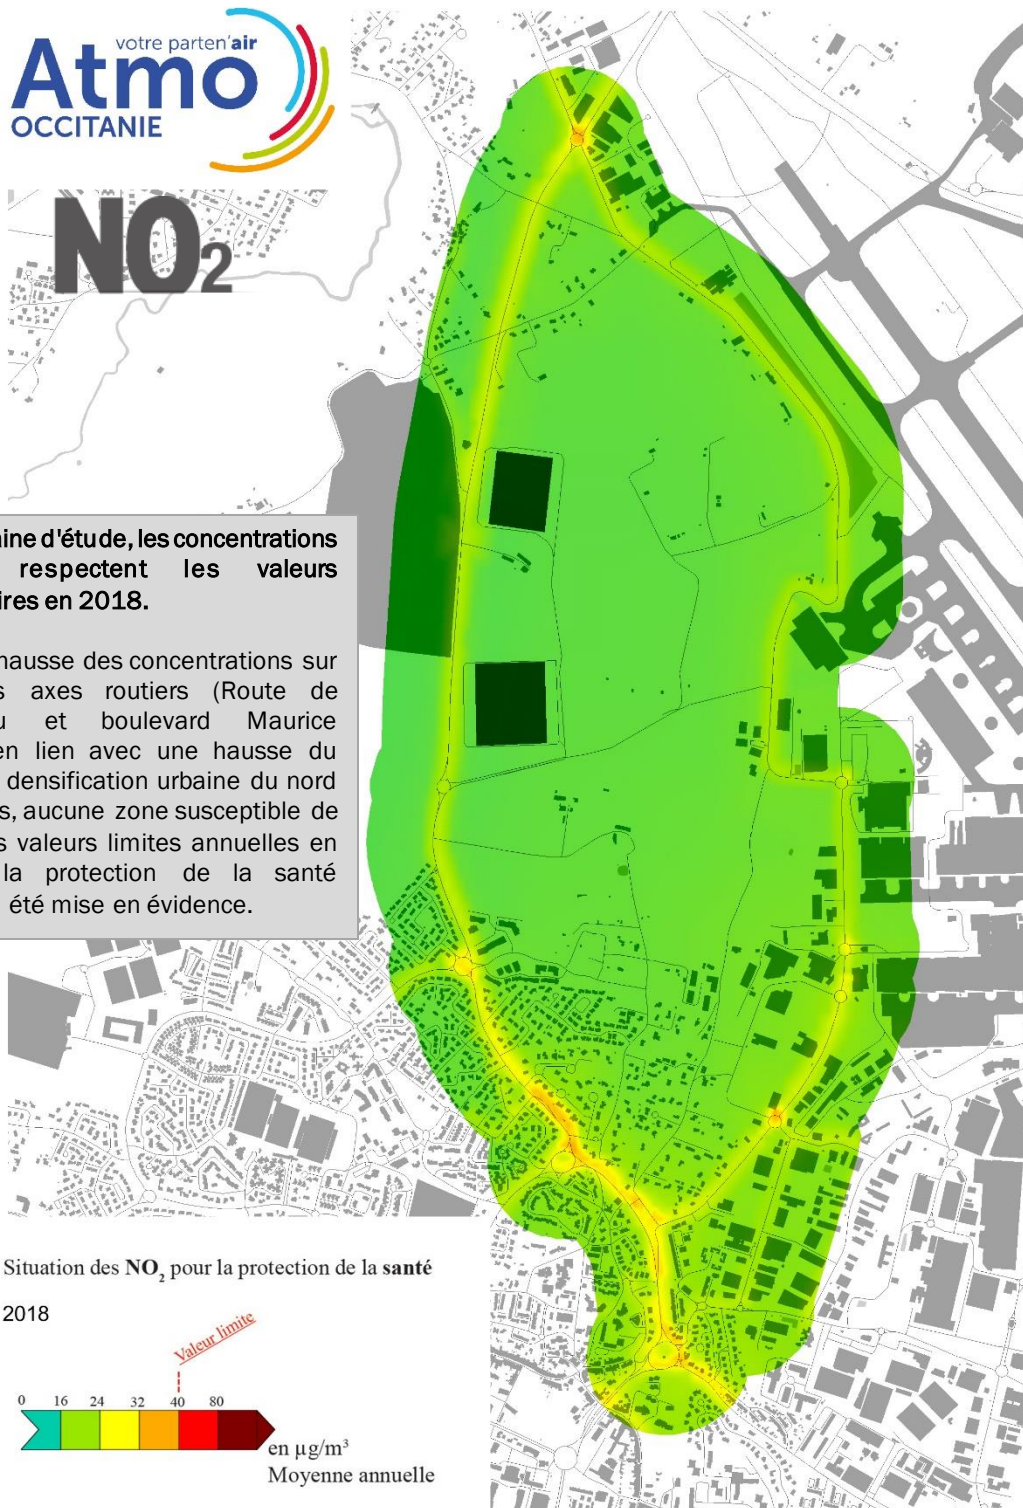 votre parten'air
Atmo
OCCITANIE
NO2
d'étude, les concentrations
respectent les valeurs
en 2018.
hausse des concentrations sur
axes routiers (Route de
et boulevard Maurice
en lien avec une hausse du
densification urbaine du nord
aucune zone susceptible de
valeurs limites annuelles en
la protection de la santé
été mise en évidence.
Situation des NO2 pour la protection de la santé
2018
Valeur limite
0 16 24 32 40 80
en µg/m³
Moyenne annuelle